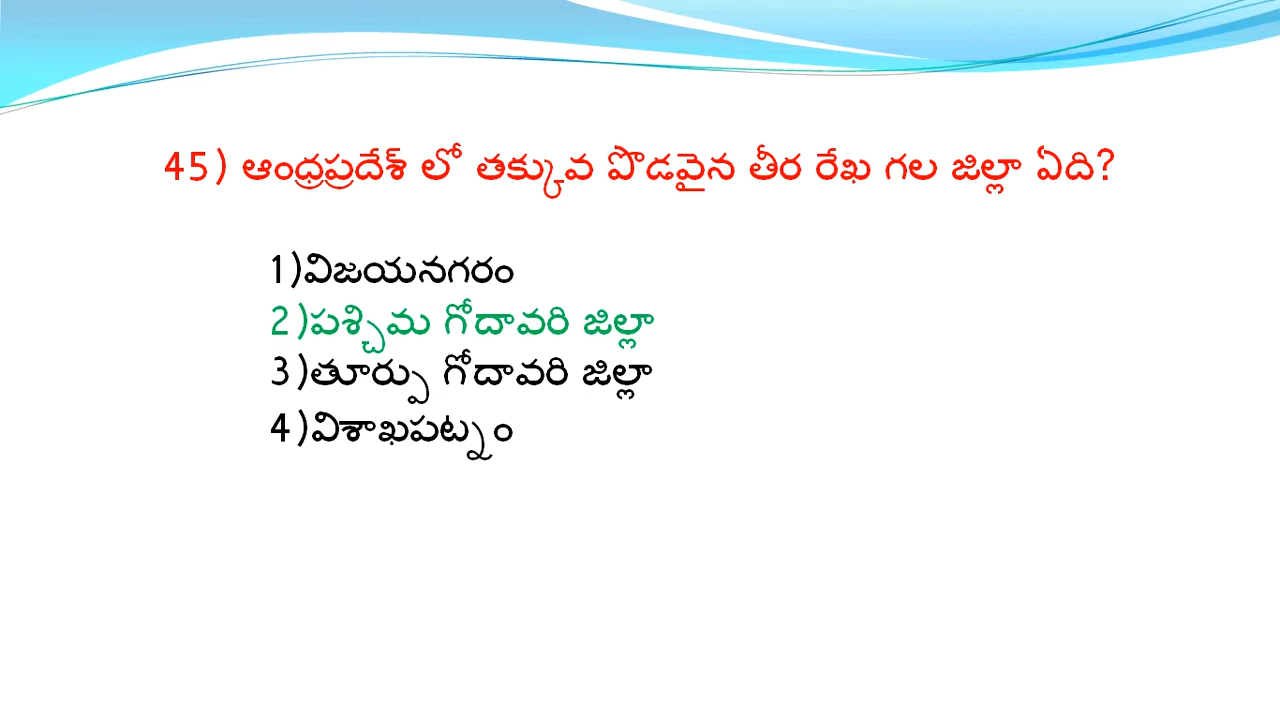 45) ఆంధ్రప్రదేశ్ లో తక్కువ పొడవైన తీర రేఖ గల జిల్లా ఏది?
1)విజయనగరం
2)పశ్చిమ గోదావరి జిల్లా
3)తూర్పు గోదావరి జిల్లా
4)విశాఖపట్నం